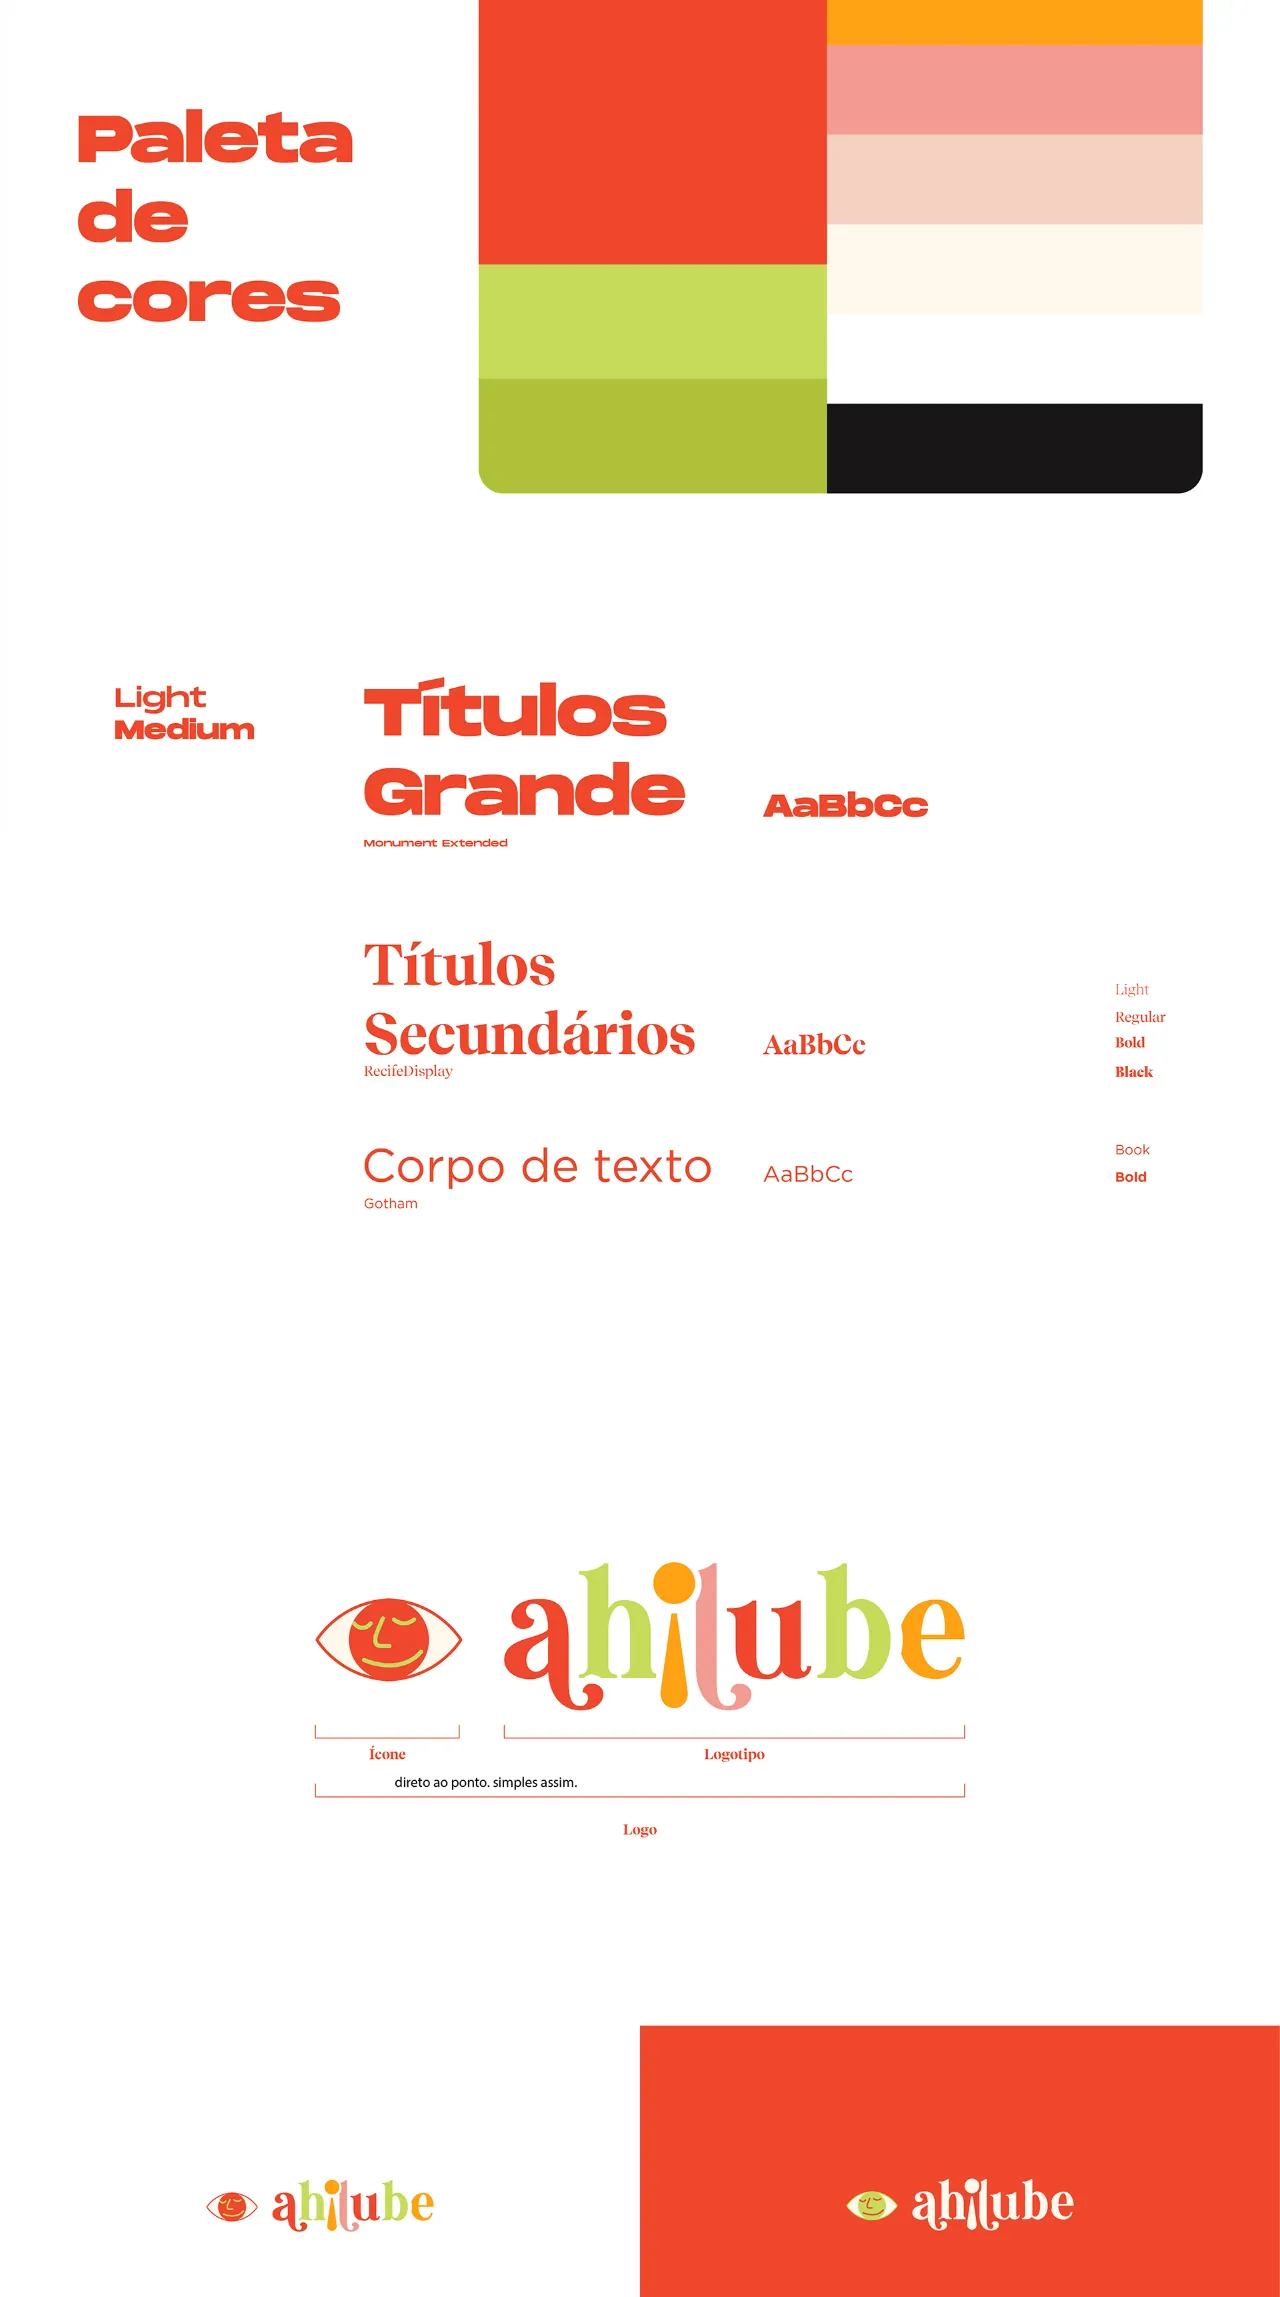 Paleta
de
cores
Light
Medium
Títulos
Grande
AaBbCc
Monument Extended
Títulos
Secundários
AaBbCc
RecifeDisplay
Light
Regular
Bold
Black
Corpo de texto
AaBbCc
Gotham
Book
Bold
ahilube
Ícone
Logotipo
direto ao ponto. simples assim.
Logo
ahilube
ahilube